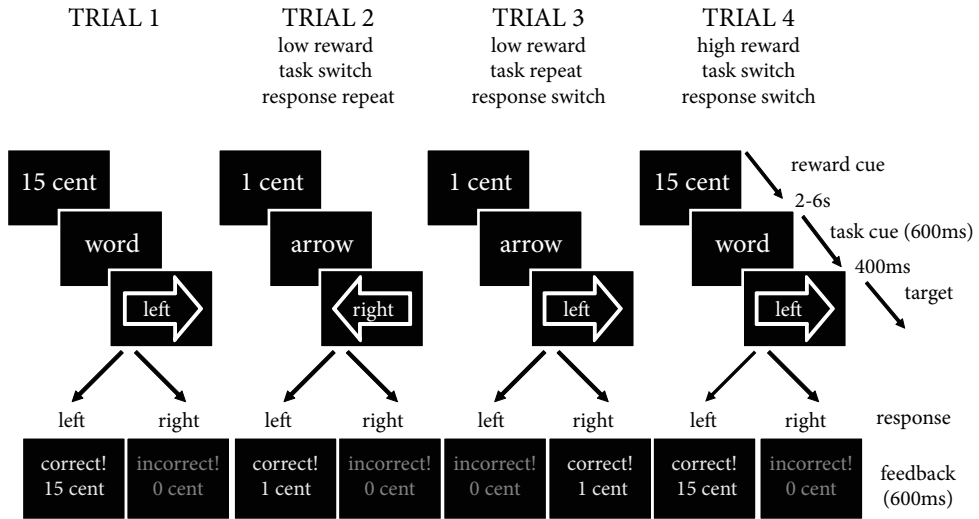 TRIAL 1
TRIAL 2
low reward
task switch
response repeat
TRIAL 3
low reward
task repeat
response switch
TRIAL 4
high reward
task switch
response switch
15 cent
word
left
1 cent
arrow
right
1 cent
arrow
left
15 cent
word
left
reward cue
2-6s
task cue (600ms)
400ms
target
left
right
left
right
left
right
left
right
response
correct!
15 cent
incorrect!
0 cent
correct!
1 cent
incorrect!
0 cent
incorrect!
0 cent
correct!
1 cent
correct!
15 cent
incorrect!
0 cent
feedback
(600ms)